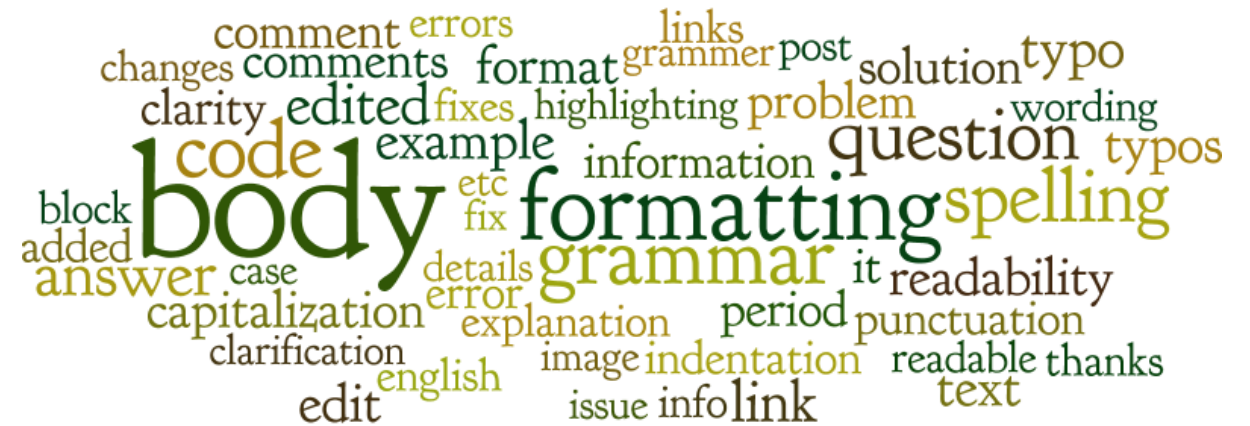 comment errors links
changes comments format grammer post solution typo
clarity edited fixes highlighting problem wording
code example information question typos
block body etc fix formatting spelling
added answer case details grammar it readability
capitalization error explanation period punctuation
clarification english image indentation readable thanks
edit issue info link text